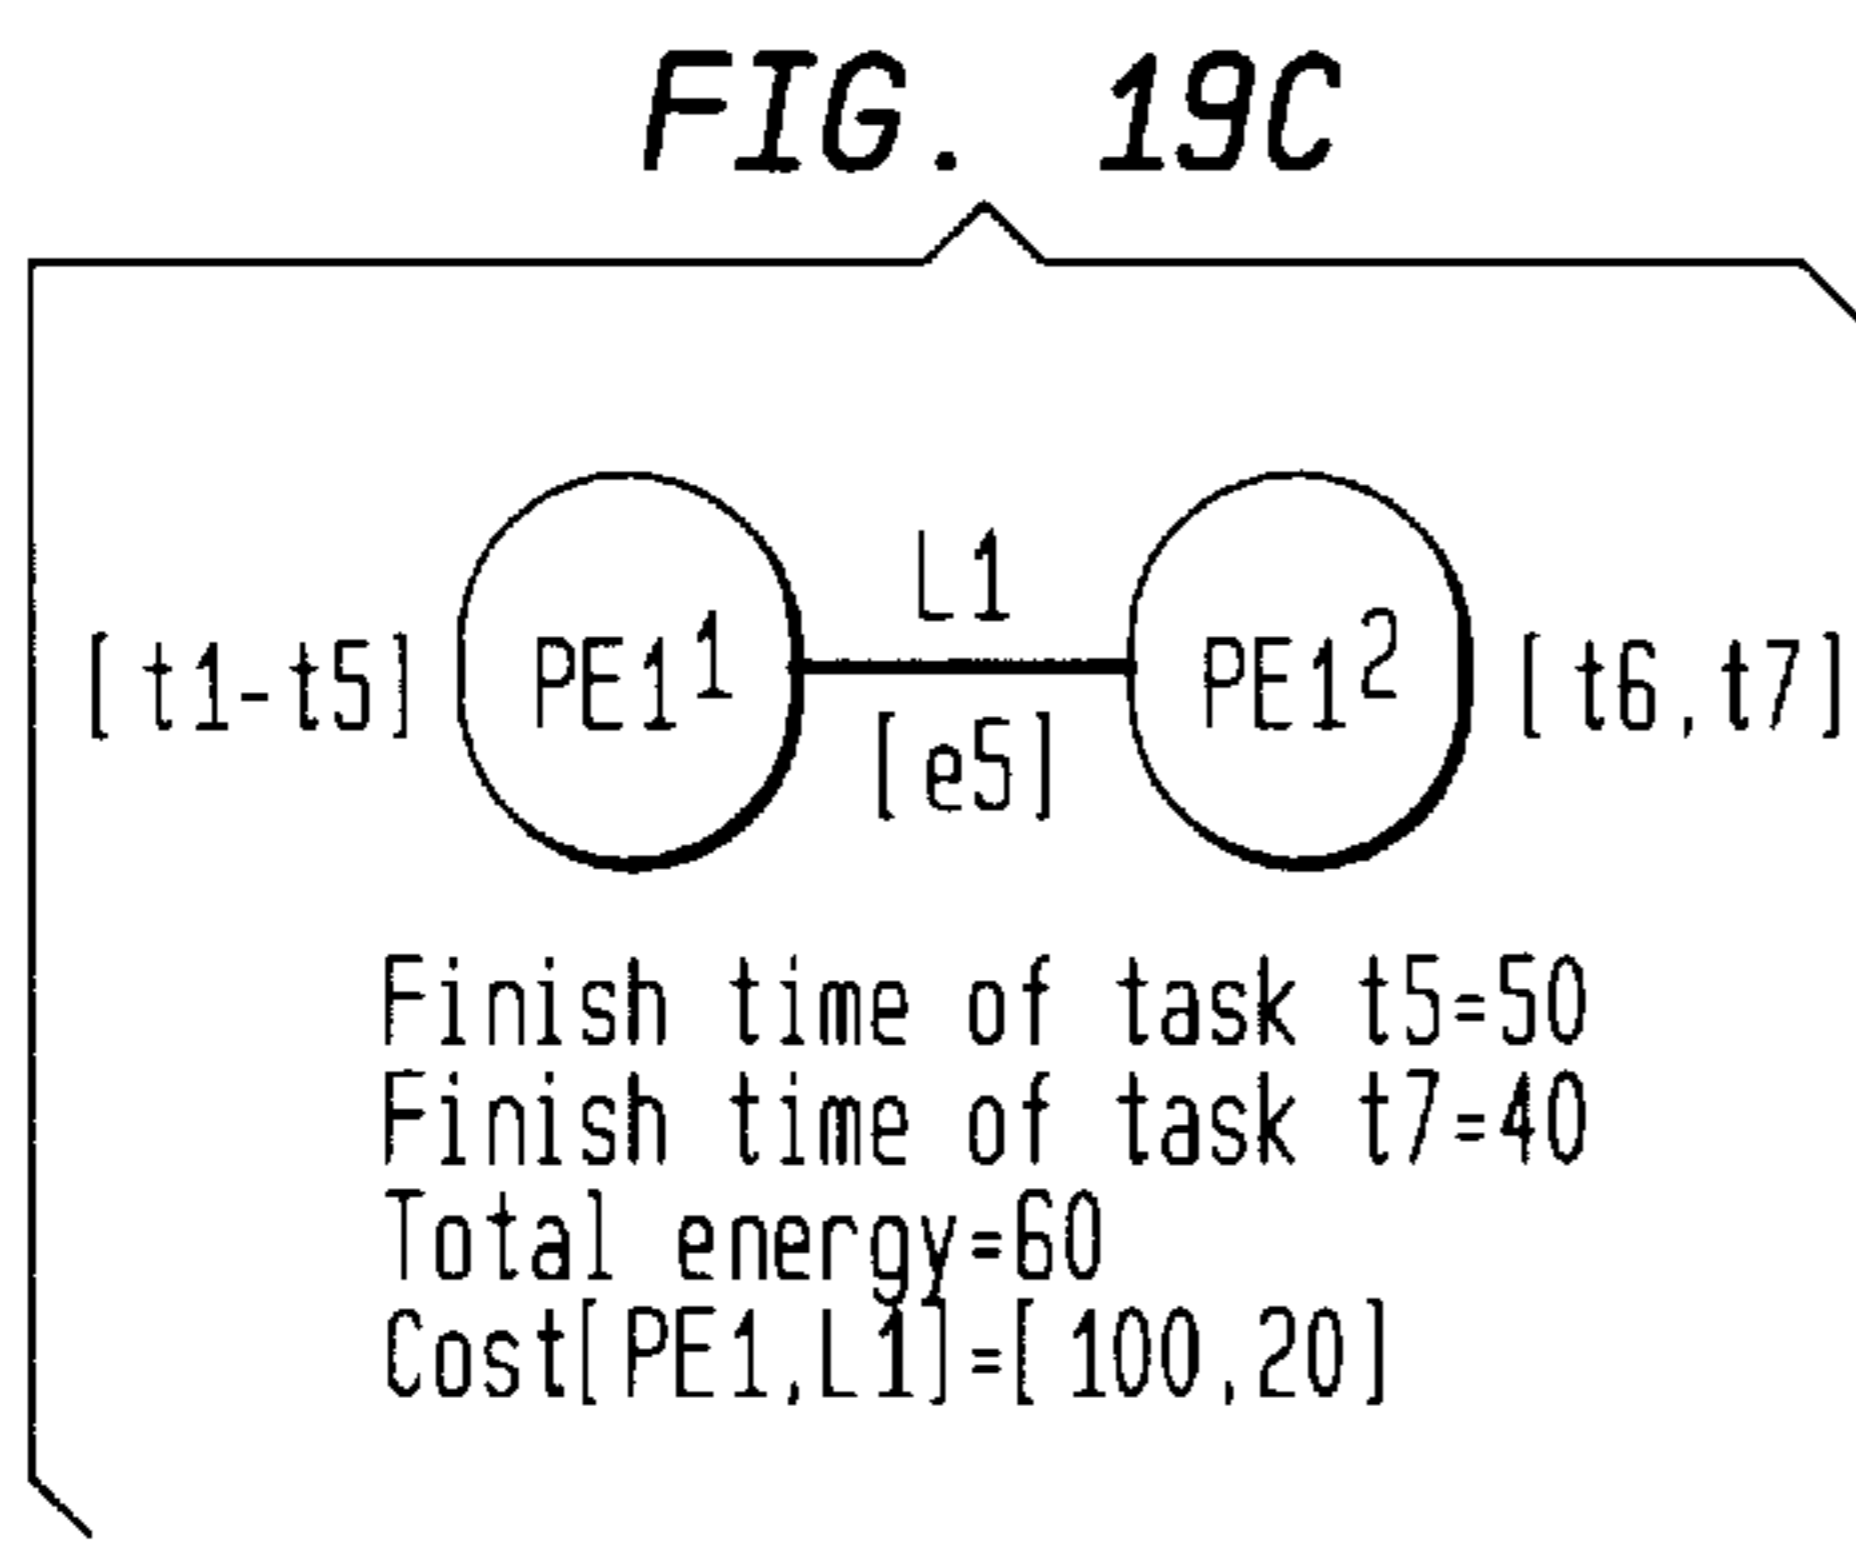 FIG. 19C
L1
[t1-t5] PE1¹ PE1² [t6,t7]
[e5]
Finish time of task t5=50
Finish time of task t7=40
Total energy=60
Cost[PE1,L1]=[100,20]